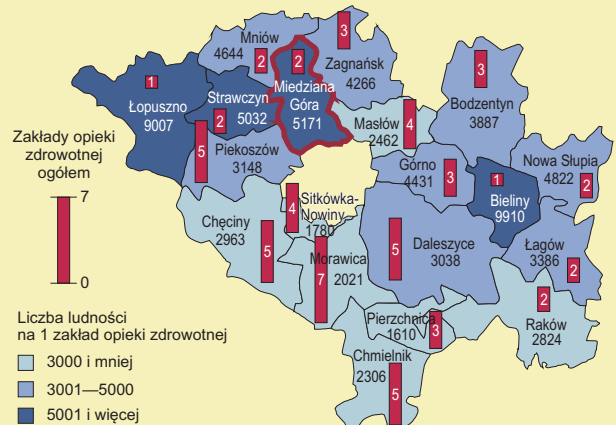 Mniów
4644
2
3
Zagnańsk
4266
2
Miedziana
Góra
5171
1
Łopuszno
9007
Strawczyn
2
5032
3
Bodzentyn
3887
Masłów
2462
4
Zakłady opieki
zdrowotnej
ogółem
7
0
5
Piekoszów
3148
Górno
4431
3
1
Bieliny
9910
Nowa Słupia
4822
2
4
Sitkówka-
Nowiny
1780
Chęciny
2963
5
Morawica
2021
7
5
Daleszyce
3038
Łagów
3386
2
2
Raków
2824
Pierzchnica
1610
3
Chmielnik
2306
5
Liczba ludności
na 1 zakład opieki zdrowotnej
3000 i mniej
3001—5000
5001 i więcej